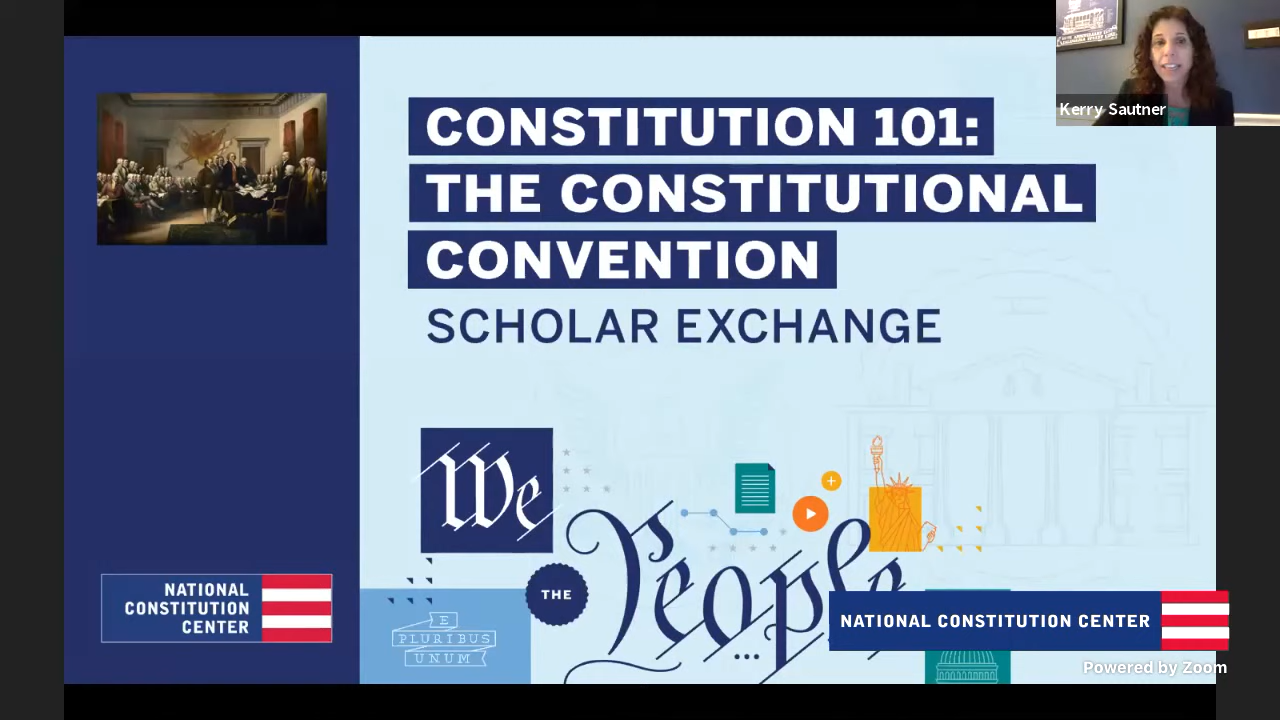 Kerry Sautner
CONSTITUTION 101:
THE CONSTITUTIONAL
CONVENTION
SCHOLAR EXCHANGE
We
THE
People
...
E
PLURIBUS
UNUM
NATIONAL
CONSTITUTION
CENTER
NATIONAL CONSTITUTION CENTER
Powered by Zoom